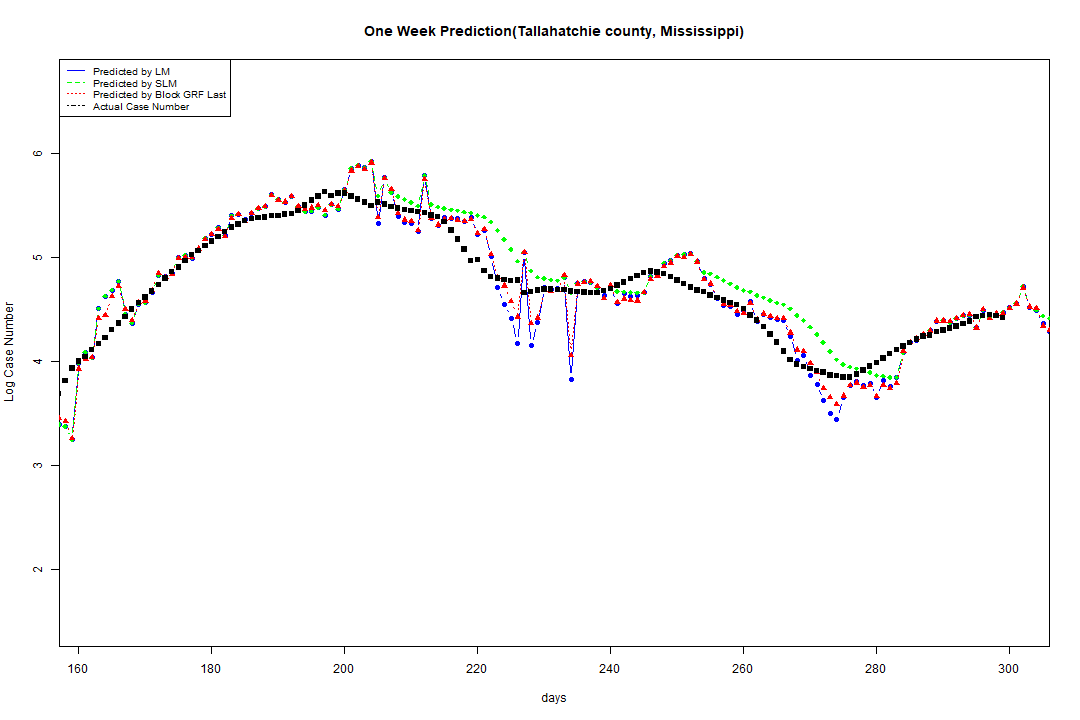 One Week Prediction(Tallahatchie county, Mississippi)
Predicted by LM
Predicted by SLM
Predicted by Block GRF Last
Actual Case Number
6
5
4
3
2
Log Case Number
160 180 200 220 240 260 280 300
days